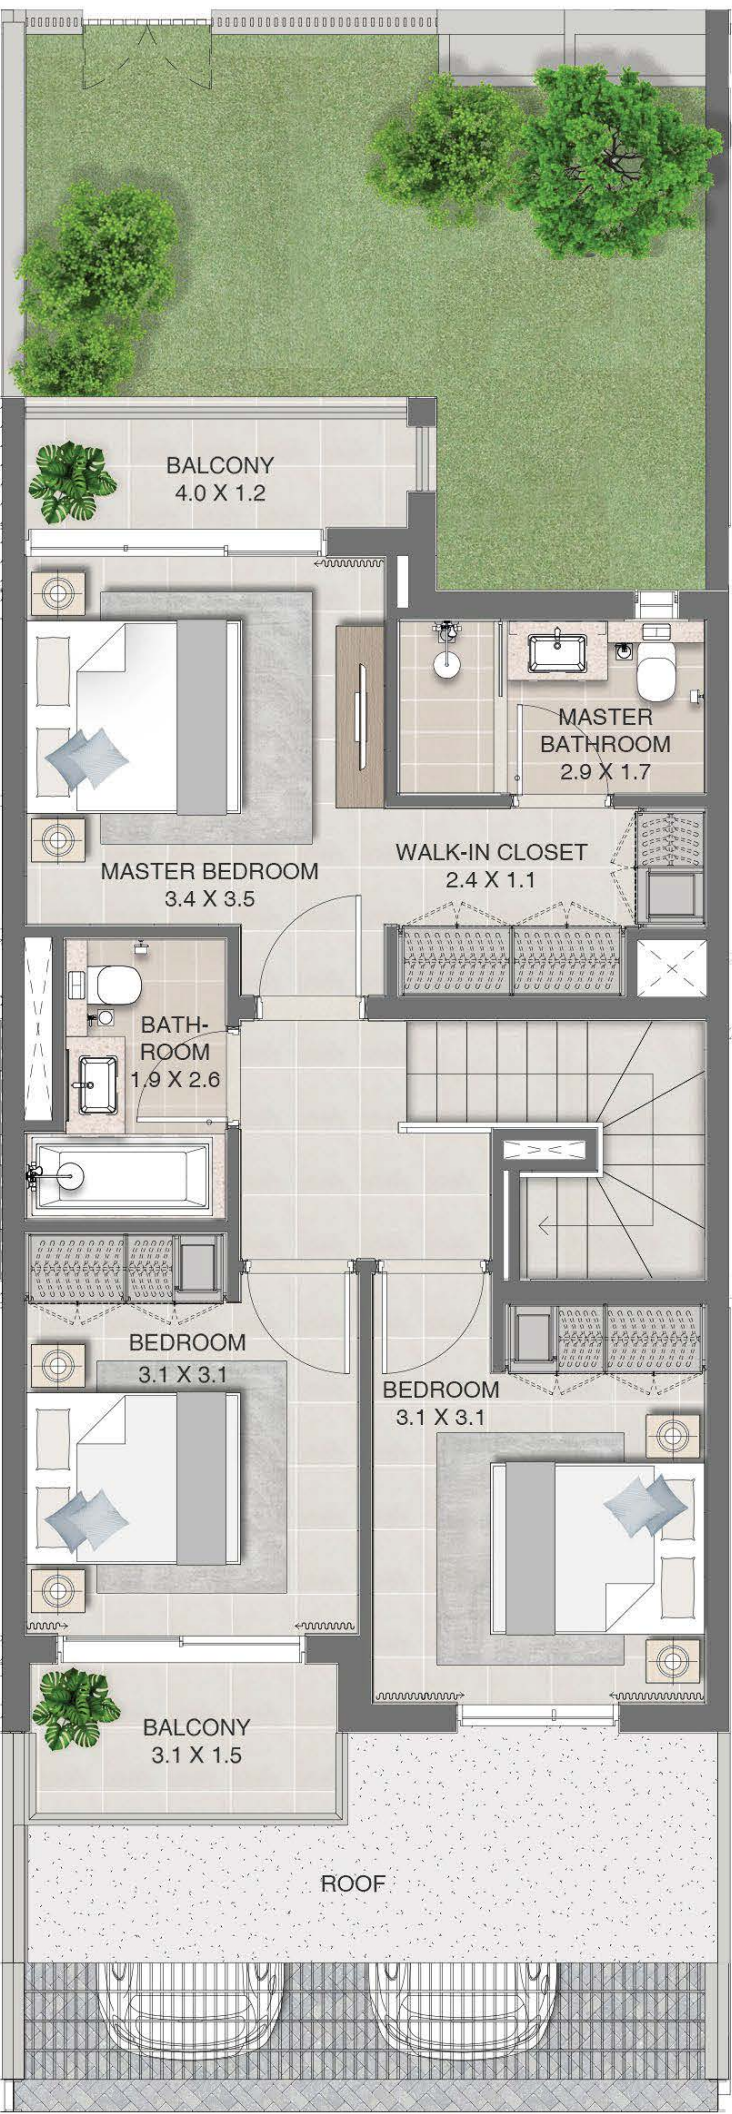 BALCONY
4.0 X 1.2
MASTER
BATHROOM
2.9 X 1.7
WALK-IN CLOSET
2.4 X 1.1
MASTER BEDROOM
3.4 X 3.5
BATH-
ROOM
1.9 X 2.6
BEDROOM
3.1 X 3.1
BEDROOM
3.1 X 3.1
BALCONY
3.1 X 1.5
ROOF